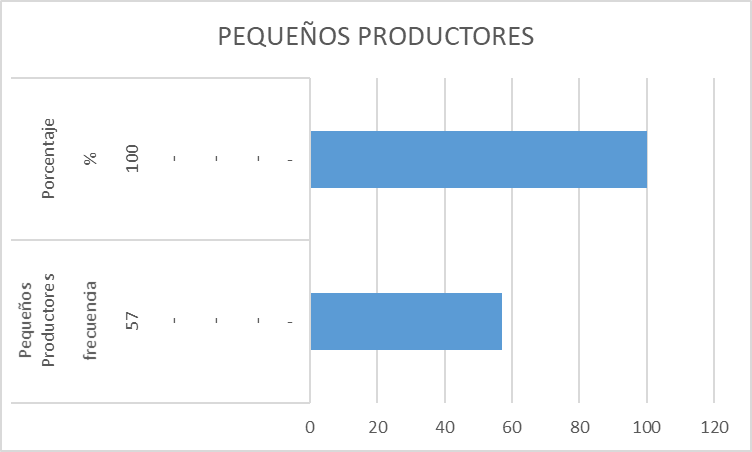 PEQUEÑOS PRODUCTORES
Porcentaje
%
100
- - - -
Pequeños
Productores
frecuencia
57
- - - -
0 20 40 60 80 100 120